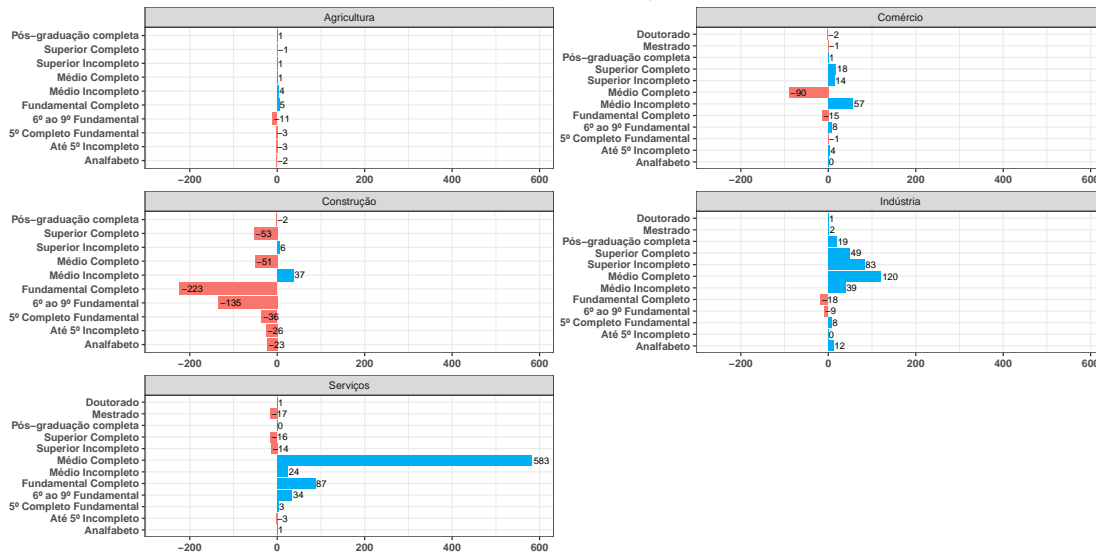 Agricultura
Pós−graduação completa 1
Superior Completo −1
Superior Incompleto 1
Médio Completo 1
Médio Incompleto 4
Fundamental Completo 5
6º ao 9º Fundamental −11
5º Completo Fundamental −3
Até 5º Incompleto −3
Analfabeto −2
−200 0 200 400 600
Comércio
Doutorado −2
Mestrado −1
Pós−graduação completa 1
Superior Completo 18
Superior Incompleto 14
Médio Completo −90
Médio Incompleto 57
Fundamental Completo −15
6º ao 9º Fundamental 8
5º Completo Fundamental −1
Até 5º Incompleto 4
Analfabeto 0
−200 0 200 400 600
Construção
Pós−graduação completa −2
Superior Completo −53
Superior Incompleto 6
Médio Completo −51
Médio Incompleto 37
Fundamental Completo −223
6º ao 9º Fundamental −135
5º Completo Fundamental −36
Até 5º Incompleto −26
Analfabeto −23
−200 0 200 400 600
Indústria
Doutorado 1
Mestrado 2
Pós−graduação completa 19
Superior Completo 49
Superior Incompleto 83
Médio Completo 120
Médio Incompleto 39
Fundamental Completo −18
6º ao 9º Fundamental −9
5º Completo Fundamental 8
Até 5º Incompleto 0
Analfabeto 12
−200 0 200 400 600
Serviços
Doutorado 1
Mestrado −17
Pós−graduação completa 0
Superior Completo −16
Superior Incompleto −14
Médio Completo 583
Médio Incompleto 24
Fundamental Completo 87
6º ao 9º Fundamental 34
5º Completo Fundamental 3
Até 5º Incompleto −3
Analfabeto 1
−200 0 200 400 600